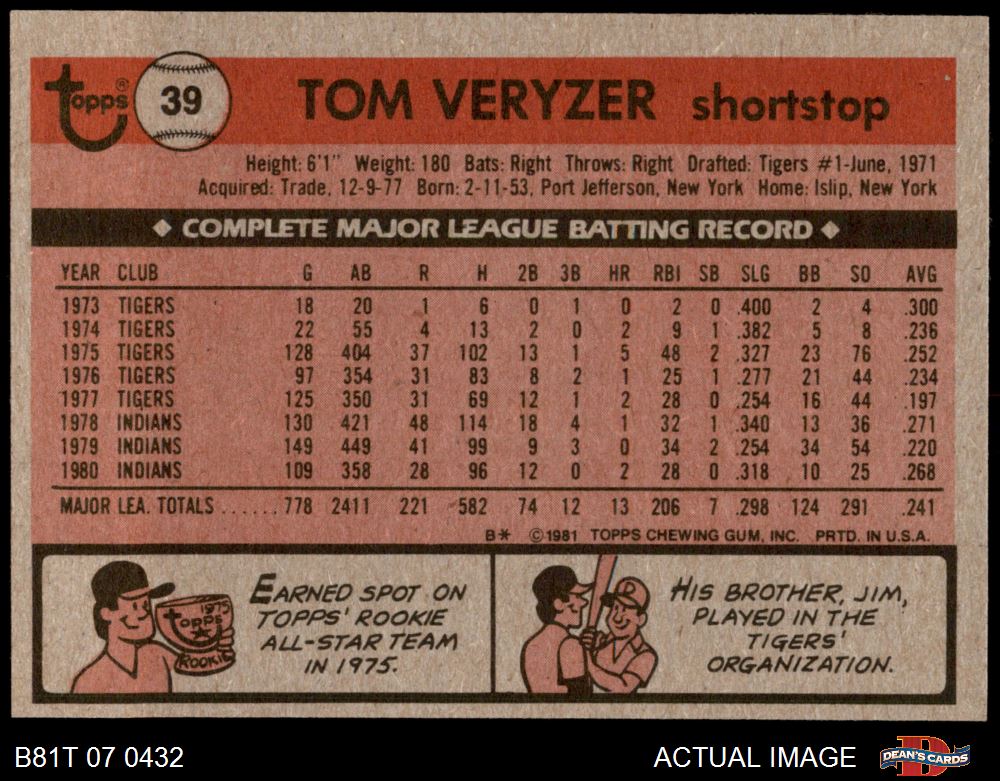 topps®
39
TOM VERYZER shortstop
Height: 6'1" Weight: 180 Bats: Right Throws: Right Drafted: Tigers #1-June, 1971
Acquired: Trade, 12-9-77 Born: 2-11-53, Port Jefferson, New York Home: Islip, New York
◆ COMPLETE MAJOR LEAGUE BATTING RECORD ◆
YEAR CLUB G AB R H 2B 3B HR RBI SB SLG BB SO AVG
1973 TIGERS 18 20 1 6 0 1 0 2 0 .400 2 4 .300
1974 TIGERS 22 55 4 13 2 0 2 9 1 .382 5 8 .236
1975 TIGERS 128 404 37 102 13 1 5 48 2 .327 23 76 .252
1976 TIGERS 97 354 31 83 8 2 1 25 1 .277 21 44 .234
1977 TIGERS 125 350 31 69 12 1 2 28 0 .254 16 44 .197
1978 INDIANS 130 421 48 114 18 4 1 32 1 .340 13 36 .271
1979 INDIANS 149 449 41 99 9 3 0 34 2 .254 34 54 .220
1980 INDIANS 109 358 28 96 12 0 2 28 0 .318 10 25 .268
MAJOR LEA. TOTALS ...... 778 2411 221 582 74 12 13 206 7 .298 124 291 .241
B* ©1981 TOPPS CHEWING GUM, INC. PRTD. IN U.S.A.
1975
topps
ROOKIE
EARNED SPOT ON
TOPPS' ROOKIE
ALL-STAR TEAM
IN 1975.
HIS BROTHER, JIM,
PLAYED IN THE
TIGERS'
ORGANIZATION.
B81T 07 0432
ACTUAL IMAGE
DEAN'S CARDS